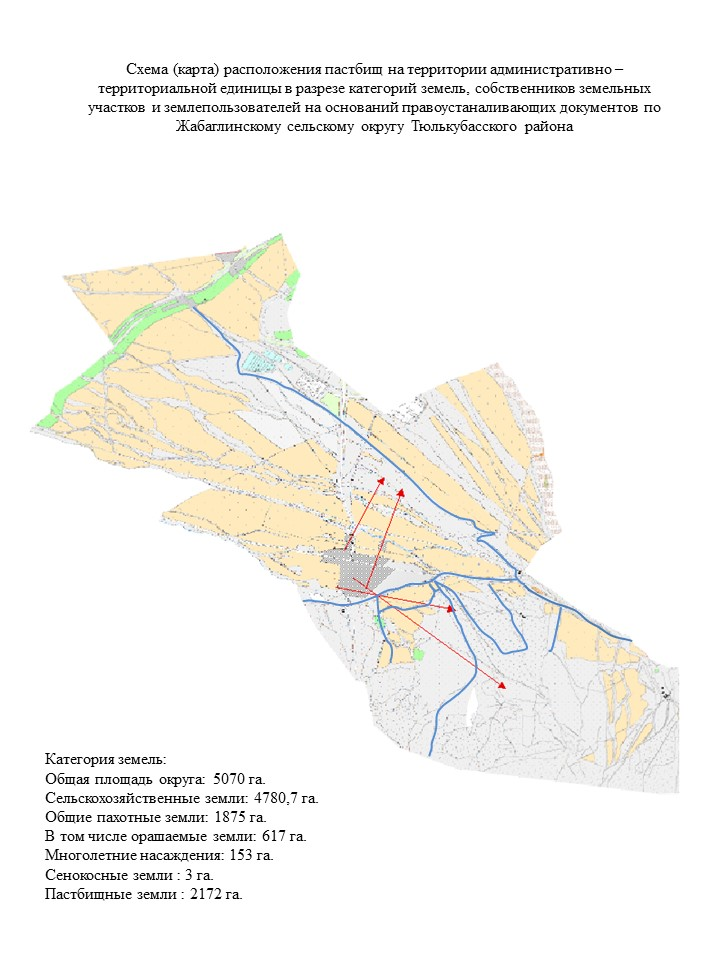 Схема (карта) расположения пастбищ на территории административно –
территориальной единицы в разрезе категорий земель, собственников земельных
участков и землепользователей на оснований правоустаналивающих документов по
Жабаглинскому сельскому округу Тюлькубасского района
Категория земель:
Общая площадь округа: 5070 га.
Сельскохозяйственные земли: 4780,7 га.
Общие пахотные земли: 1875 га.
В том числе орашаемые земли: 617 га.
Многолетние насаждения: 153 га.
Сенокосные земли : 3 га.
Пастбищные земли : 2172 га.